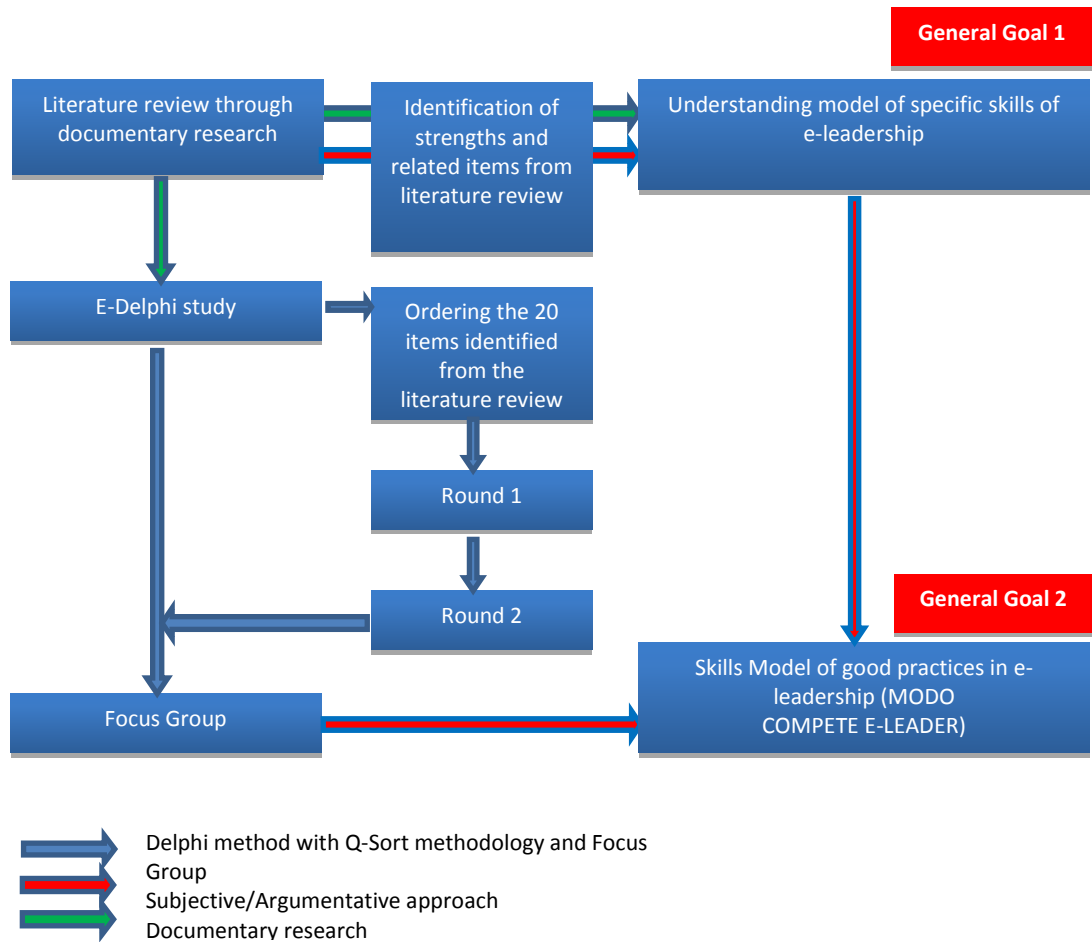 General Goal 1
Literature review through
documentary research
Identification of
strengths and
related items from
literature review
Understanding model of specific skills of
e-leadership
E-Delphi study
Ordering the 20
items identified
from the
literature review
Round 1
Round 2
General Goal 2
Focus Group
Skills Model of good practices in e-
leadership (MODO
COMPETE E-LEADER)
Delphi method with Q-Sort methodology and Focus
Group
Subjective/Argumentative approach
Documentary research